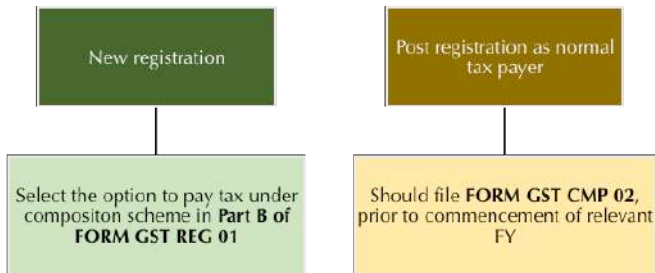 New registration
Post registration as normal
tax payer
Select the option to pay tax under
compositon scheme in Part B of
FORM GST REG 01
Should file FORM GST CMP 02,
prior to commencement of relevant
FY